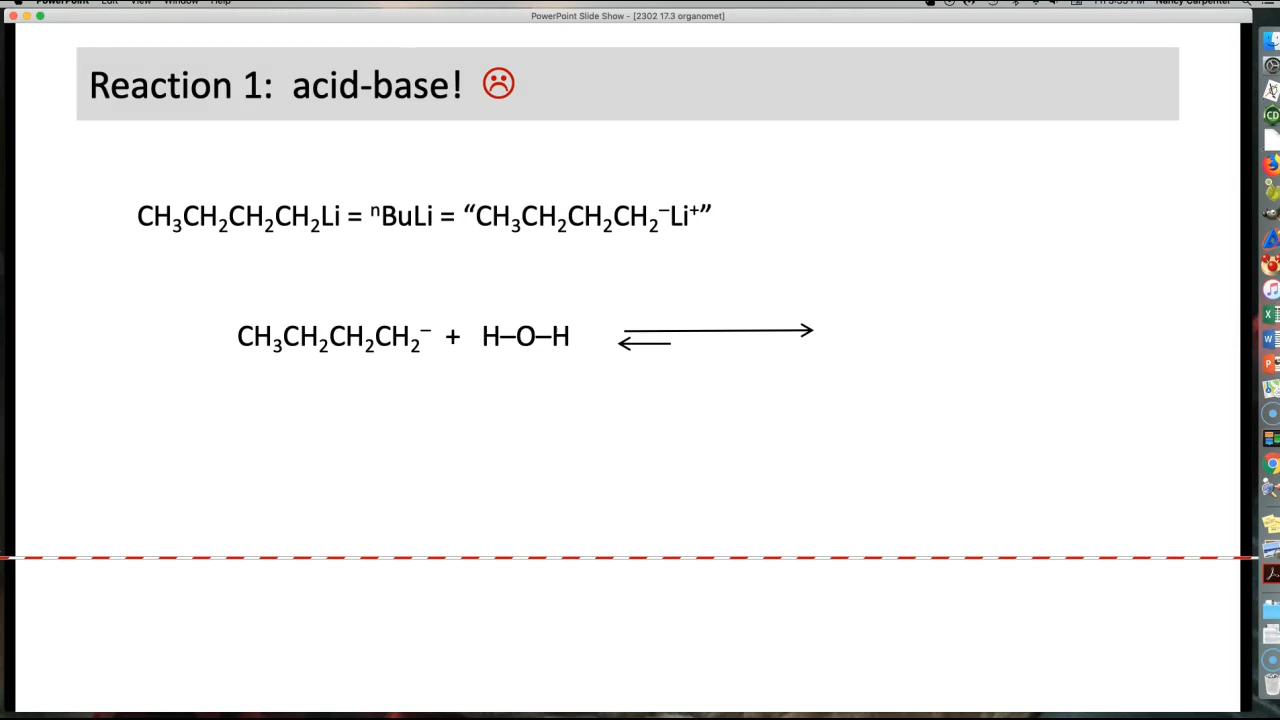 PowerPoint Edit View Window Help Nancy Carpenter
PowerPoint Slide Show - [2302 17.3 organomet]
Reaction 1: acid-base! ☹
CH₃CH₂CH₂CH₂Li = ⁿBuLi = “CH₃CH₂CH₂CH₂⁻Li⁺”
CH₃CH₂CH₂CH₂⁻ + H–O–H